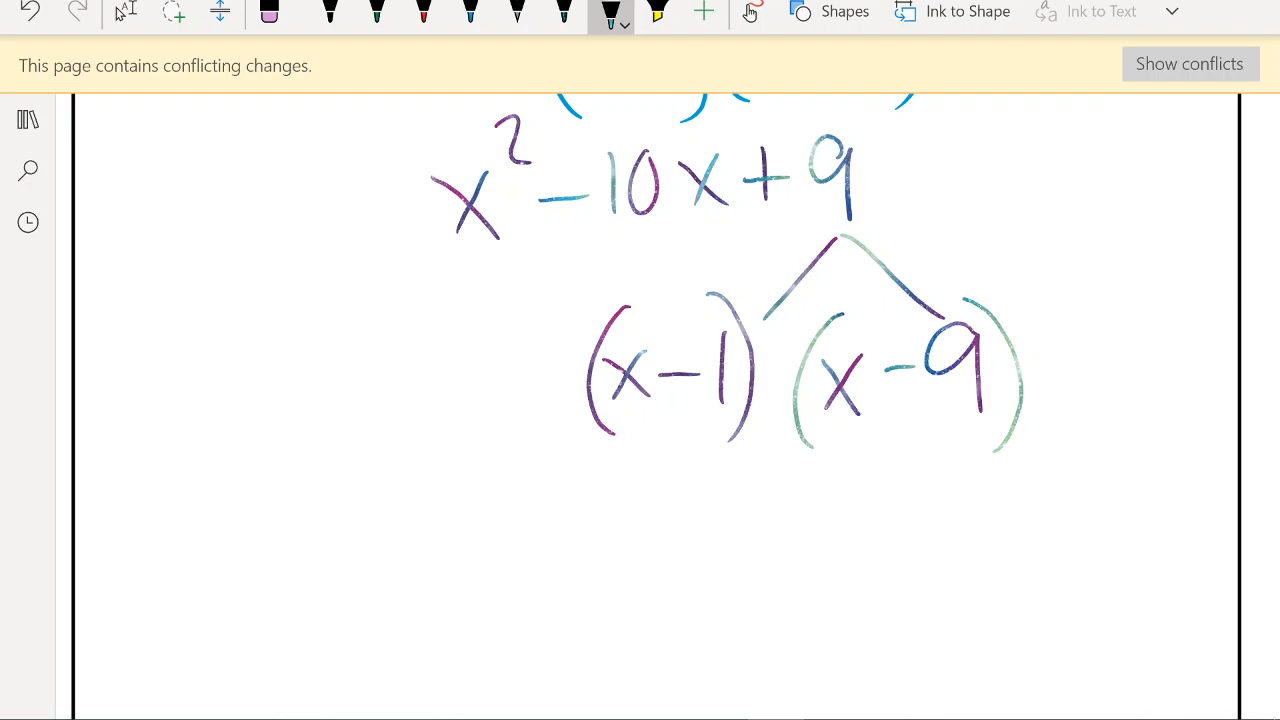 Shapes Ink to Shape Ink to Text
This page contains conflicting changes. Show conflicts
x² - 10x + 9
(x - 1) (x - 9)